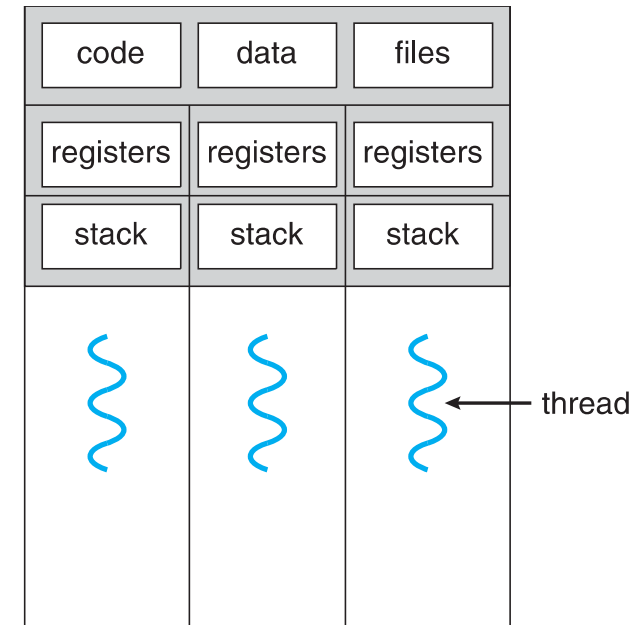 code data files
registers registers registers
stack stack stack
thread